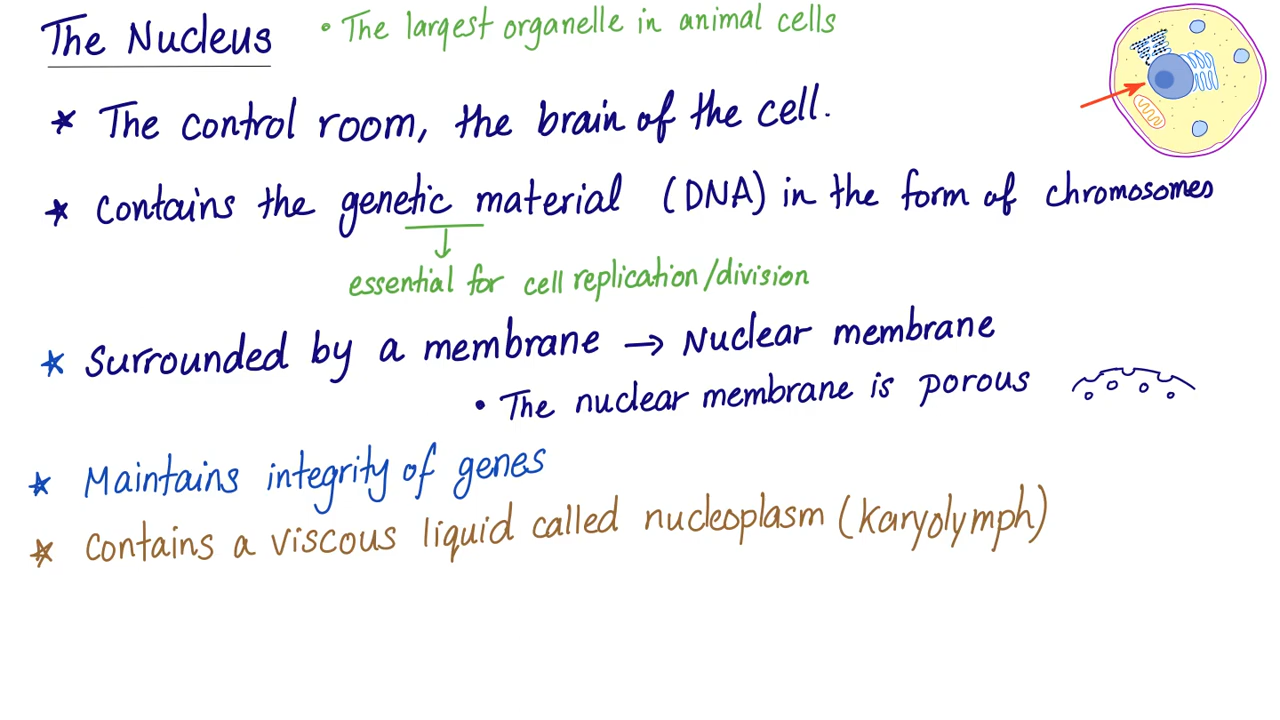 The Nucleus • The largest organelle in animal cells
* The control room, the brain of the cell.
* Contains the genetic material (DNA) in the form of chromosomes
essential for cell replication/division
* Surrounded by a membrane → Nuclear membrane
• The nuclear membrane is porous
* Maintains integrity of genes
* Contains a viscous liquid called nucleoplasm (Karyolymph)